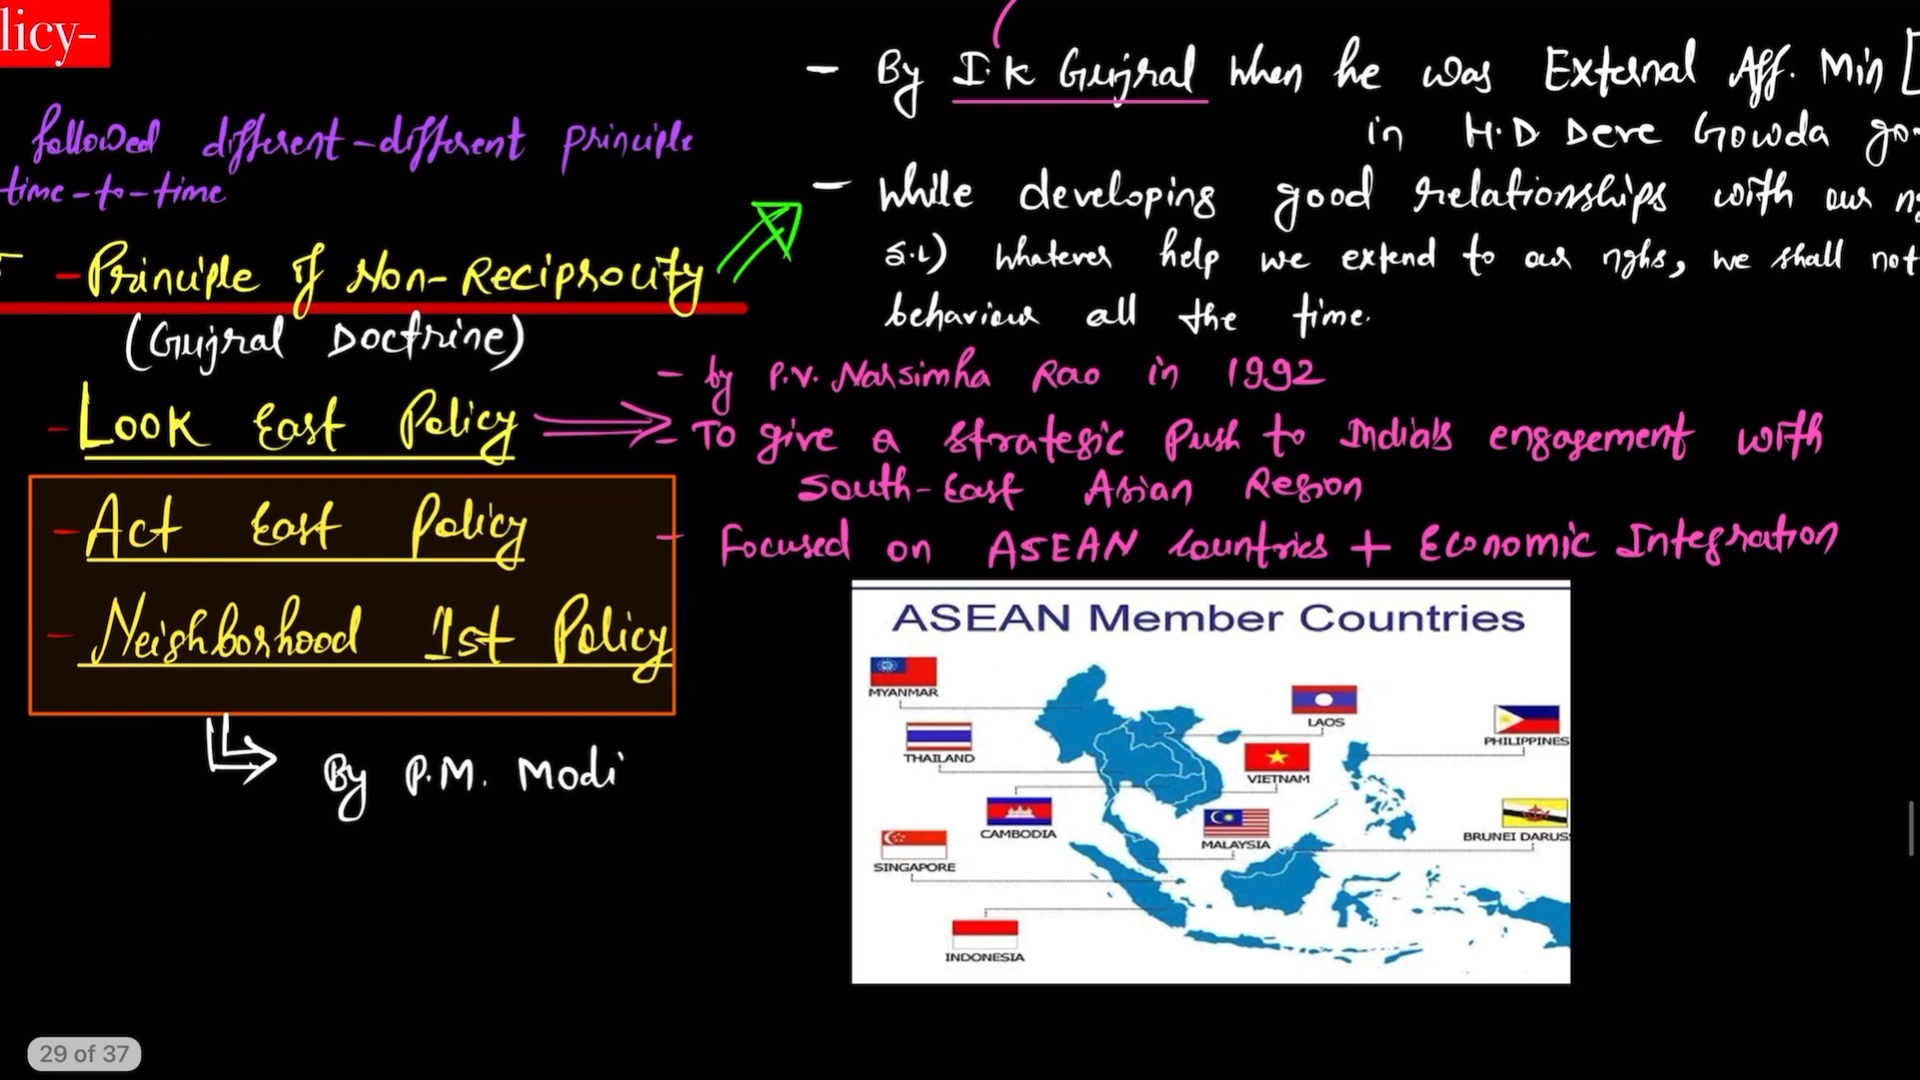 licy-
followed different-different principle
time-to-time
- Principle of Non-Reciprocity
(Gujral Doctrine)
- Look East Policy
- Act East Policy
- Neighborhood 1st Policy
By P.M. Modi
- By I.K Gujral when he was External Aff. Min [
in H.D Deve Gowda go
- While developing good relationships with our
whatever help we extend to our nghs, we shall not
behaviour all the time.
- by P.V. Narsimha Rao in 1992
- To give a strategic Push to India's engagement with
South-East Asian Region
- Focused on ASEAN Countries + Economic Integration
ASEAN Member Countries
MYANMAR
LAOS
PHILIPPINES
THAILAND
VIETNAM
CAMBODIA
MALAYSIA
BRUNEI DARUS
SINGAPORE
INDONESIA
29 of 37